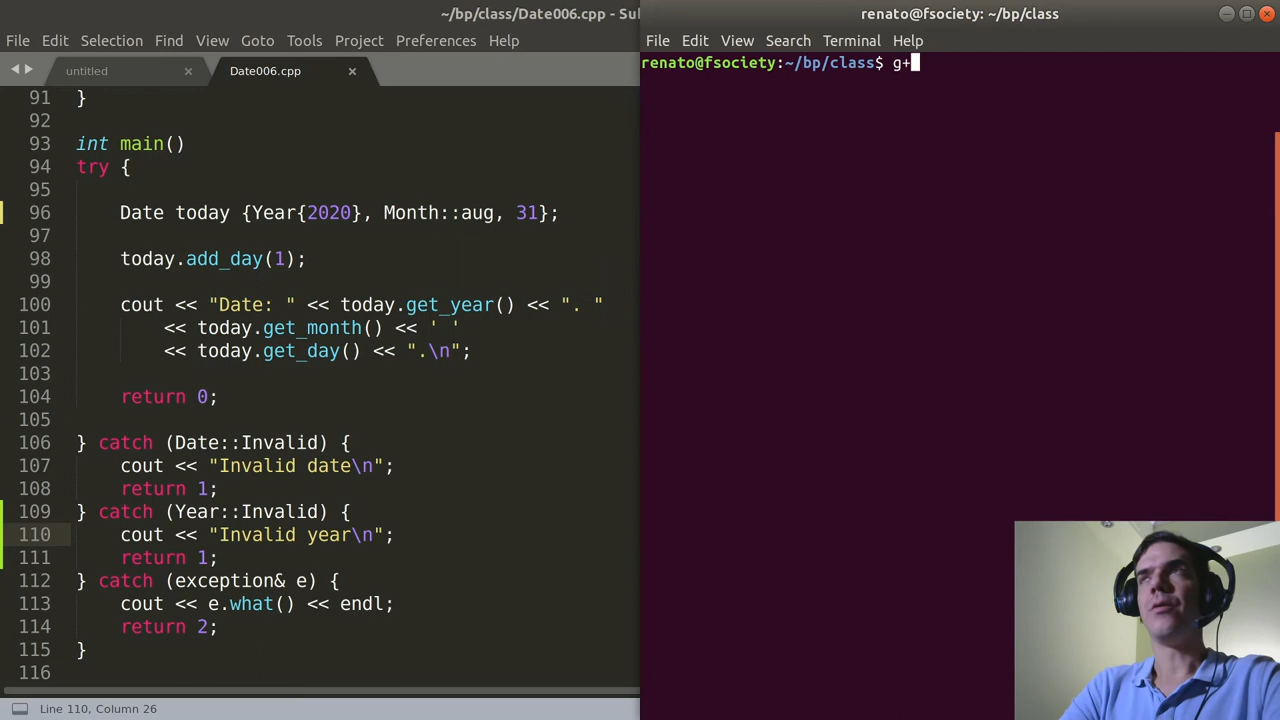 ~/bp/class/Date006.cpp - Su
File Edit Selection Find View Goto Tools Project Preferences Help
untitled × Date006.cpp ×
91 }
92
93 int main()
94 try {
95
96 Date today {Year{2020}, Month::aug, 31};
97
98 today.add_day(1);
99
100 cout << "Date: " << today.get_year() << ". "
101 << today.get_month() << ' '
102 << today.get_day() << ".\n";
103
104 return 0;
105
106 } catch (Date::Invalid) {
107 cout << "Invalid date\n";
108 return 1;
109 } catch (Year::Invalid) {
110 cout << "Invalid year\n";
111 return 1;
112 } catch (exception& e) {
113 cout << e.what() << endl;
114 return 2;
115 }
116
Line 110, Column 26
renato@fsociety: ~/bp/class
File Edit View Search Terminal Help
renato@fsociety:~/bp/class$ g+